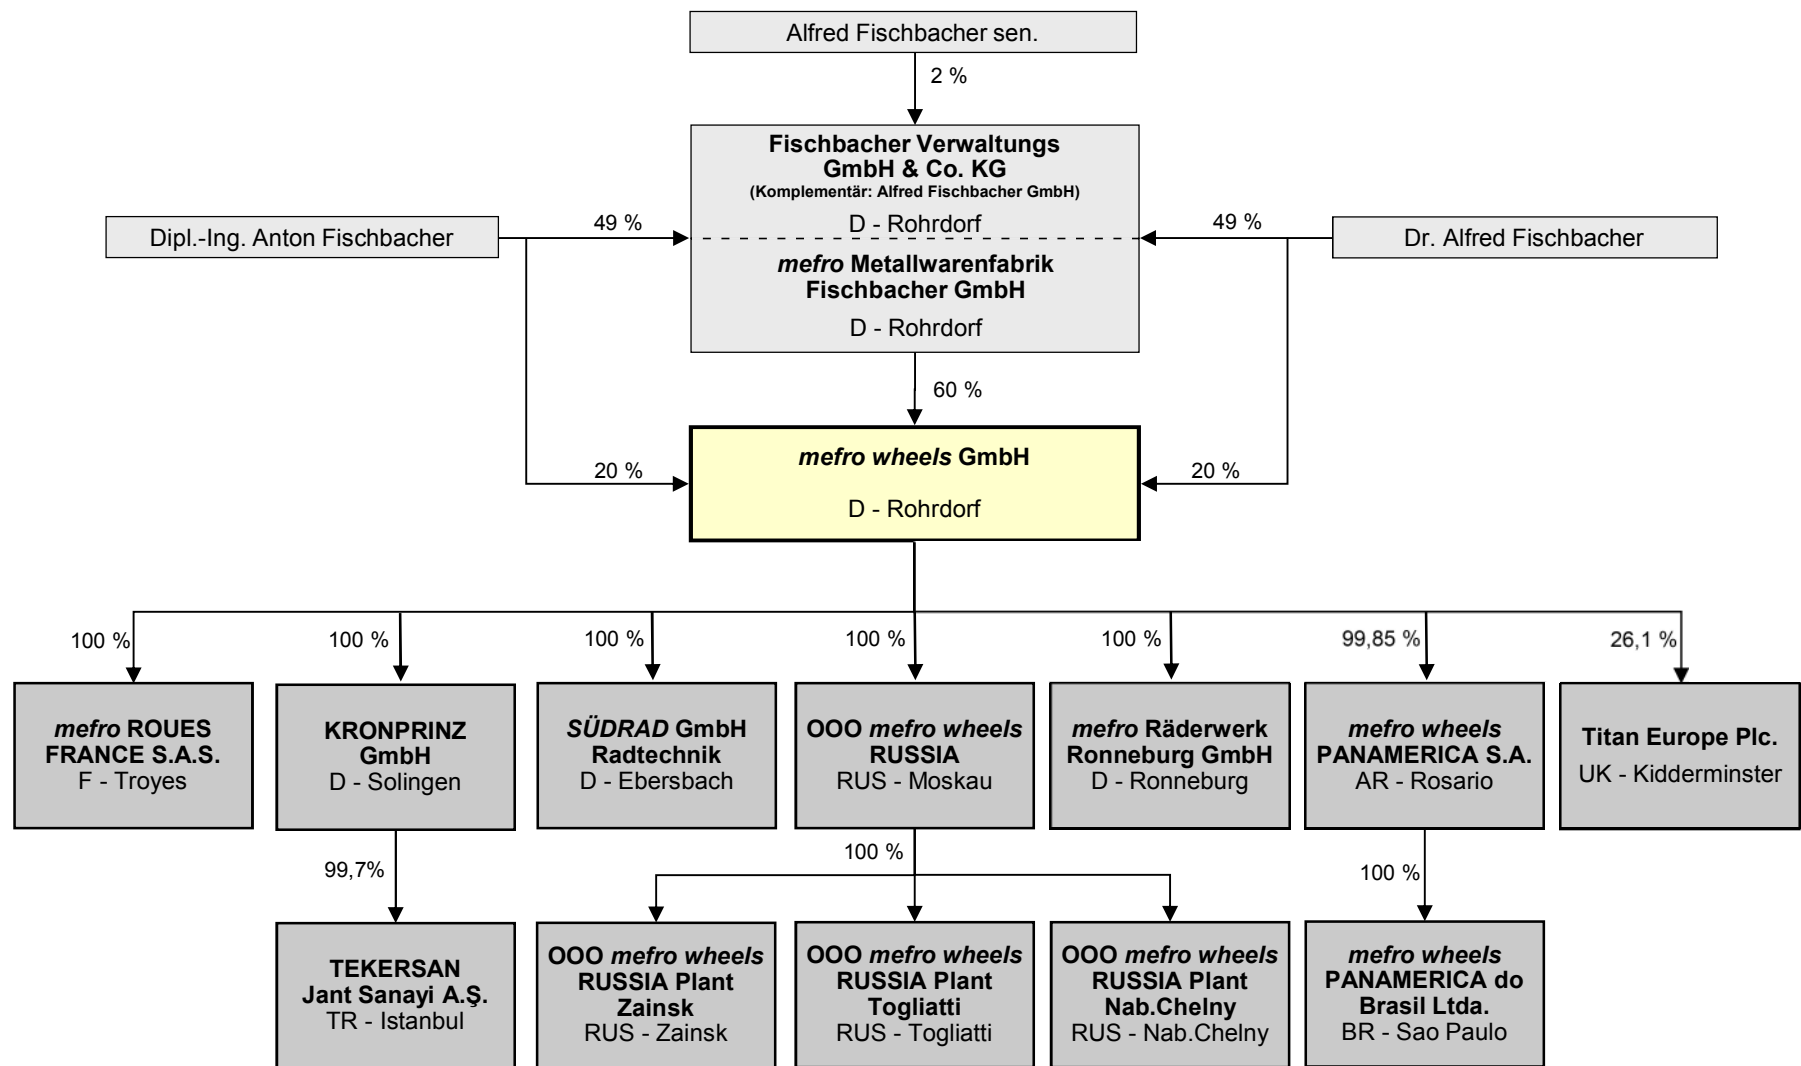 Alfred Fischbacher sen.
2 %
Fischbacher Verwaltungs
GmbH & Co. KG
(Komplementär: Alfred Fischbacher GmbH)
D - Rohrdorf
Dipl.-Ing. Anton Fischbacher
49 %
49 %
Dr. Alfred Fischbacher
mefro Metallwarenfabrik
Fischbacher GmbH
D - Rohrdorf
60 %
mefro wheels GmbH
D - Rohrdorf
20 %
20 %
100 %
100 %
100 %
100 %
100 %
99,85 %
26,1 %
mefro ROUES
FRANCE S.A.S.
F - Troyes
KRONPRINZ
GmbH
D - Solingen
SÜDRAD GmbH
Radtechnik
D - Ebersbach
OOO mefro wheels
RUSSIA
RUS - Moskau
mefro Räderwerk
Ronneburg GmbH
D - Ronneburg
mefro wheels
PANAMERICA S.A.
AR - Rosario
Titan Europe Plc.
UK - Kidderminster
99,7%
100 %
100 %
TEKERSAN
Jant Sanayi A.Ş.
TR - Istanbul
OOO mefro wheels
RUSSIA Plant
Zainsk
RUS - Zainsk
OOO mefro wheels
RUSSIA Plant
Togliatti
RUS - Togliatti
OOO mefro wheels
RUSSIA Plant
Nab.Chelny
RUS - Nab.Chelny
mefro wheels
PANAMERICA do
Brasil Ltda.
BR - Sao Paulo